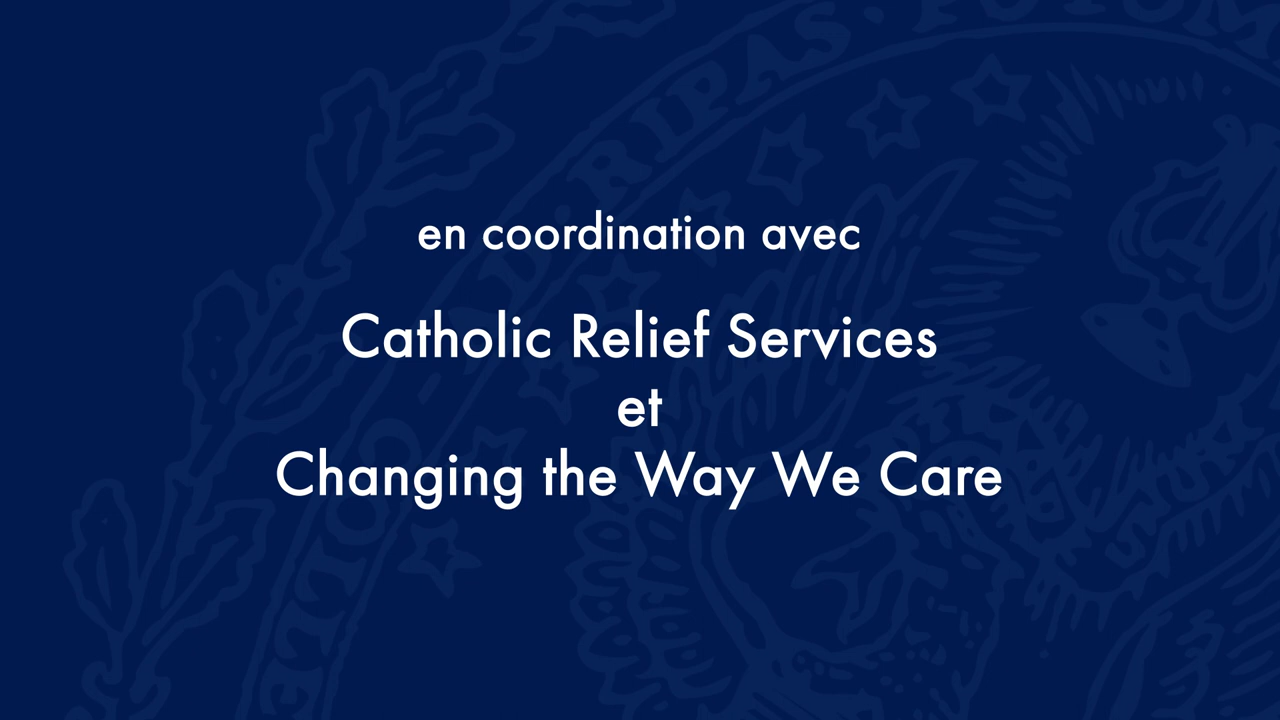 en coordination avec
Catholic Relief Services
et
Changing the Way We Care